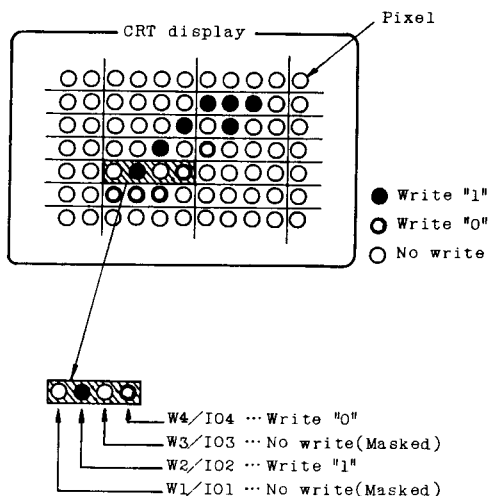 Pixel
CRT display
Write "1"
Write "0"
No write
W4/IO4 … Write "0"
W3/IO3 … No write(Masked)
W2/IO2 … Write "1"
W1/IO1 … No write(Masked)